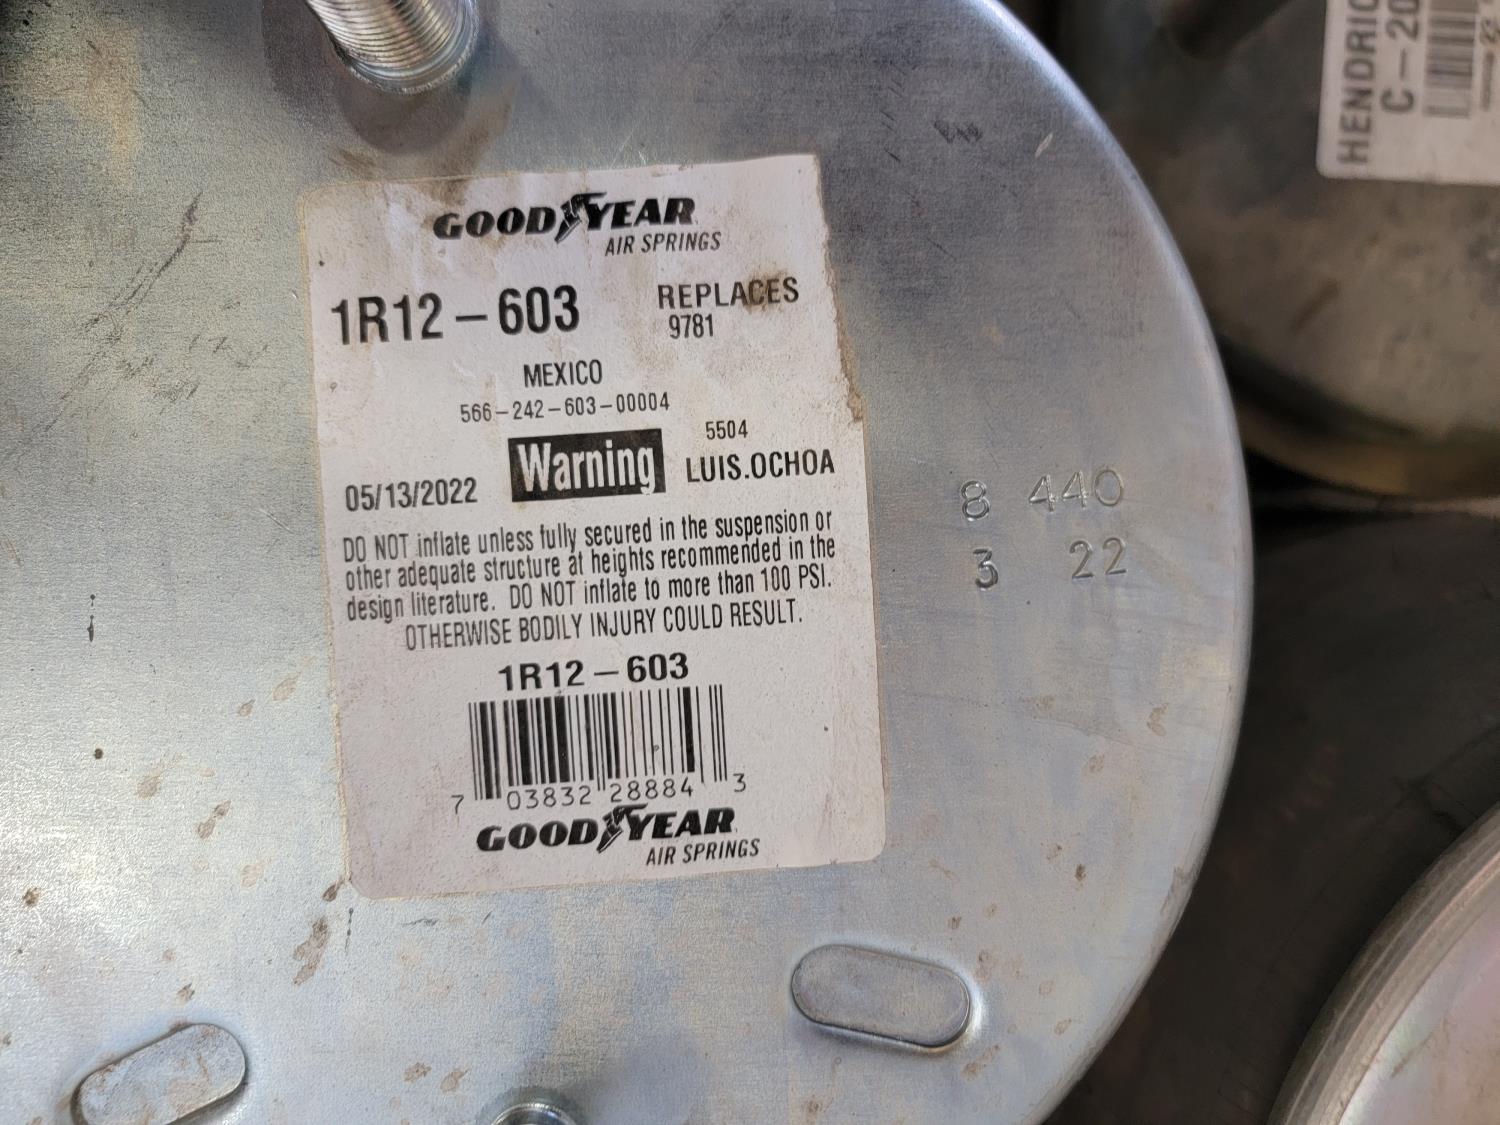 GOODYEAR
AIR SPRINGS
1R12-603
REPLACES
9781
MEXICO
566-242-603-00004
5504
Warning
LUIS.OCHOA
05/13/2022
DO NOT inflate unless fully secured in the suspension or
other adequate structure at heights recommended in the
design literature. DO NOT inflate to more than 100 PSI.
OTHERWISE BODILY INJURY COULD RESULT.
1R12-603
7 03832 28884 3
GOODYEAR
AIR SPRINGS
8 440
3 22